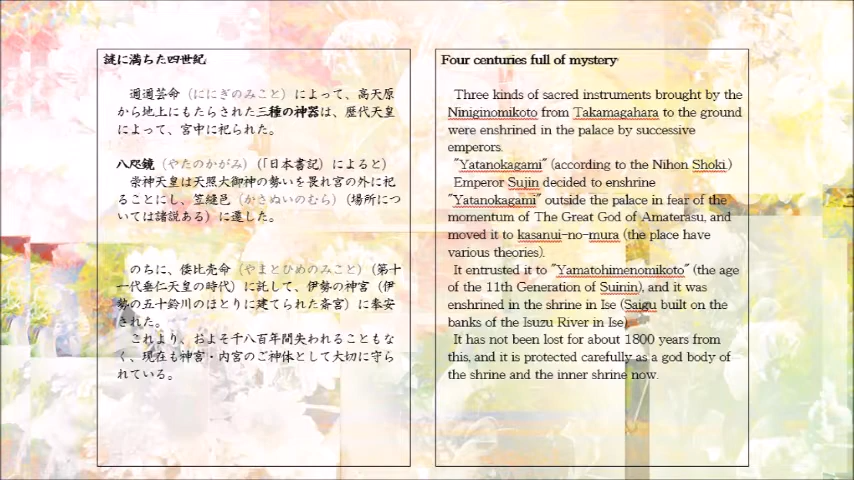 謎に満ちた四世紀
邇邇芸命（ににぎのみこと）によって、高天原
から地上にもたらされた三種の神器は、歴代天皇
によって、宮中に祀られた。
八咫鏡（やたのかがみ）（「日本書記）によると）
崇神天皇は天照大御神の勢いを畏れ宮の外に祀
ることにし、笠縫邑（かさぬいのむら）（場所につ
いては諸説ある）に遷した。
のちに、倭比売命（やまとひめのみこと）（第十
一代垂仁天皇の時代）に託して、伊勢の神宮（伊
勢の五十鈴川のほとりに建てられた斎宮）に奉安
された。
これより、およそ千八百年間失われることもな
く、現在も神宮・内宮のご神体として大切に守ら
れている。
Four centuries full of mystery
Three kinds of sacred instruments brought by the
Niniginomikoto from Takamagahara to the ground
were enshrined in the palace by successive
emperors.
"Yatanokagami" (according to the Nihon Shoki.)
Emperor Sujin decided to enshrine
"Yatanokagami" outside the palace in fear of the
momentum of The Great God of Amaterasu, and
moved it to kasanui-no-mura (the place have
various theories).
It entrusted it to "Yamatohimenomikoto" (the age
of the 11th Generation of Suinin), and it was
enshrined in the shrine in Ise (Saigu built on the
banks of the Isuzu River in Ise)
It has not been lost for about 1800 years from
this, and it is protected carefully as a god body of
the shrine and the inner shrine now.